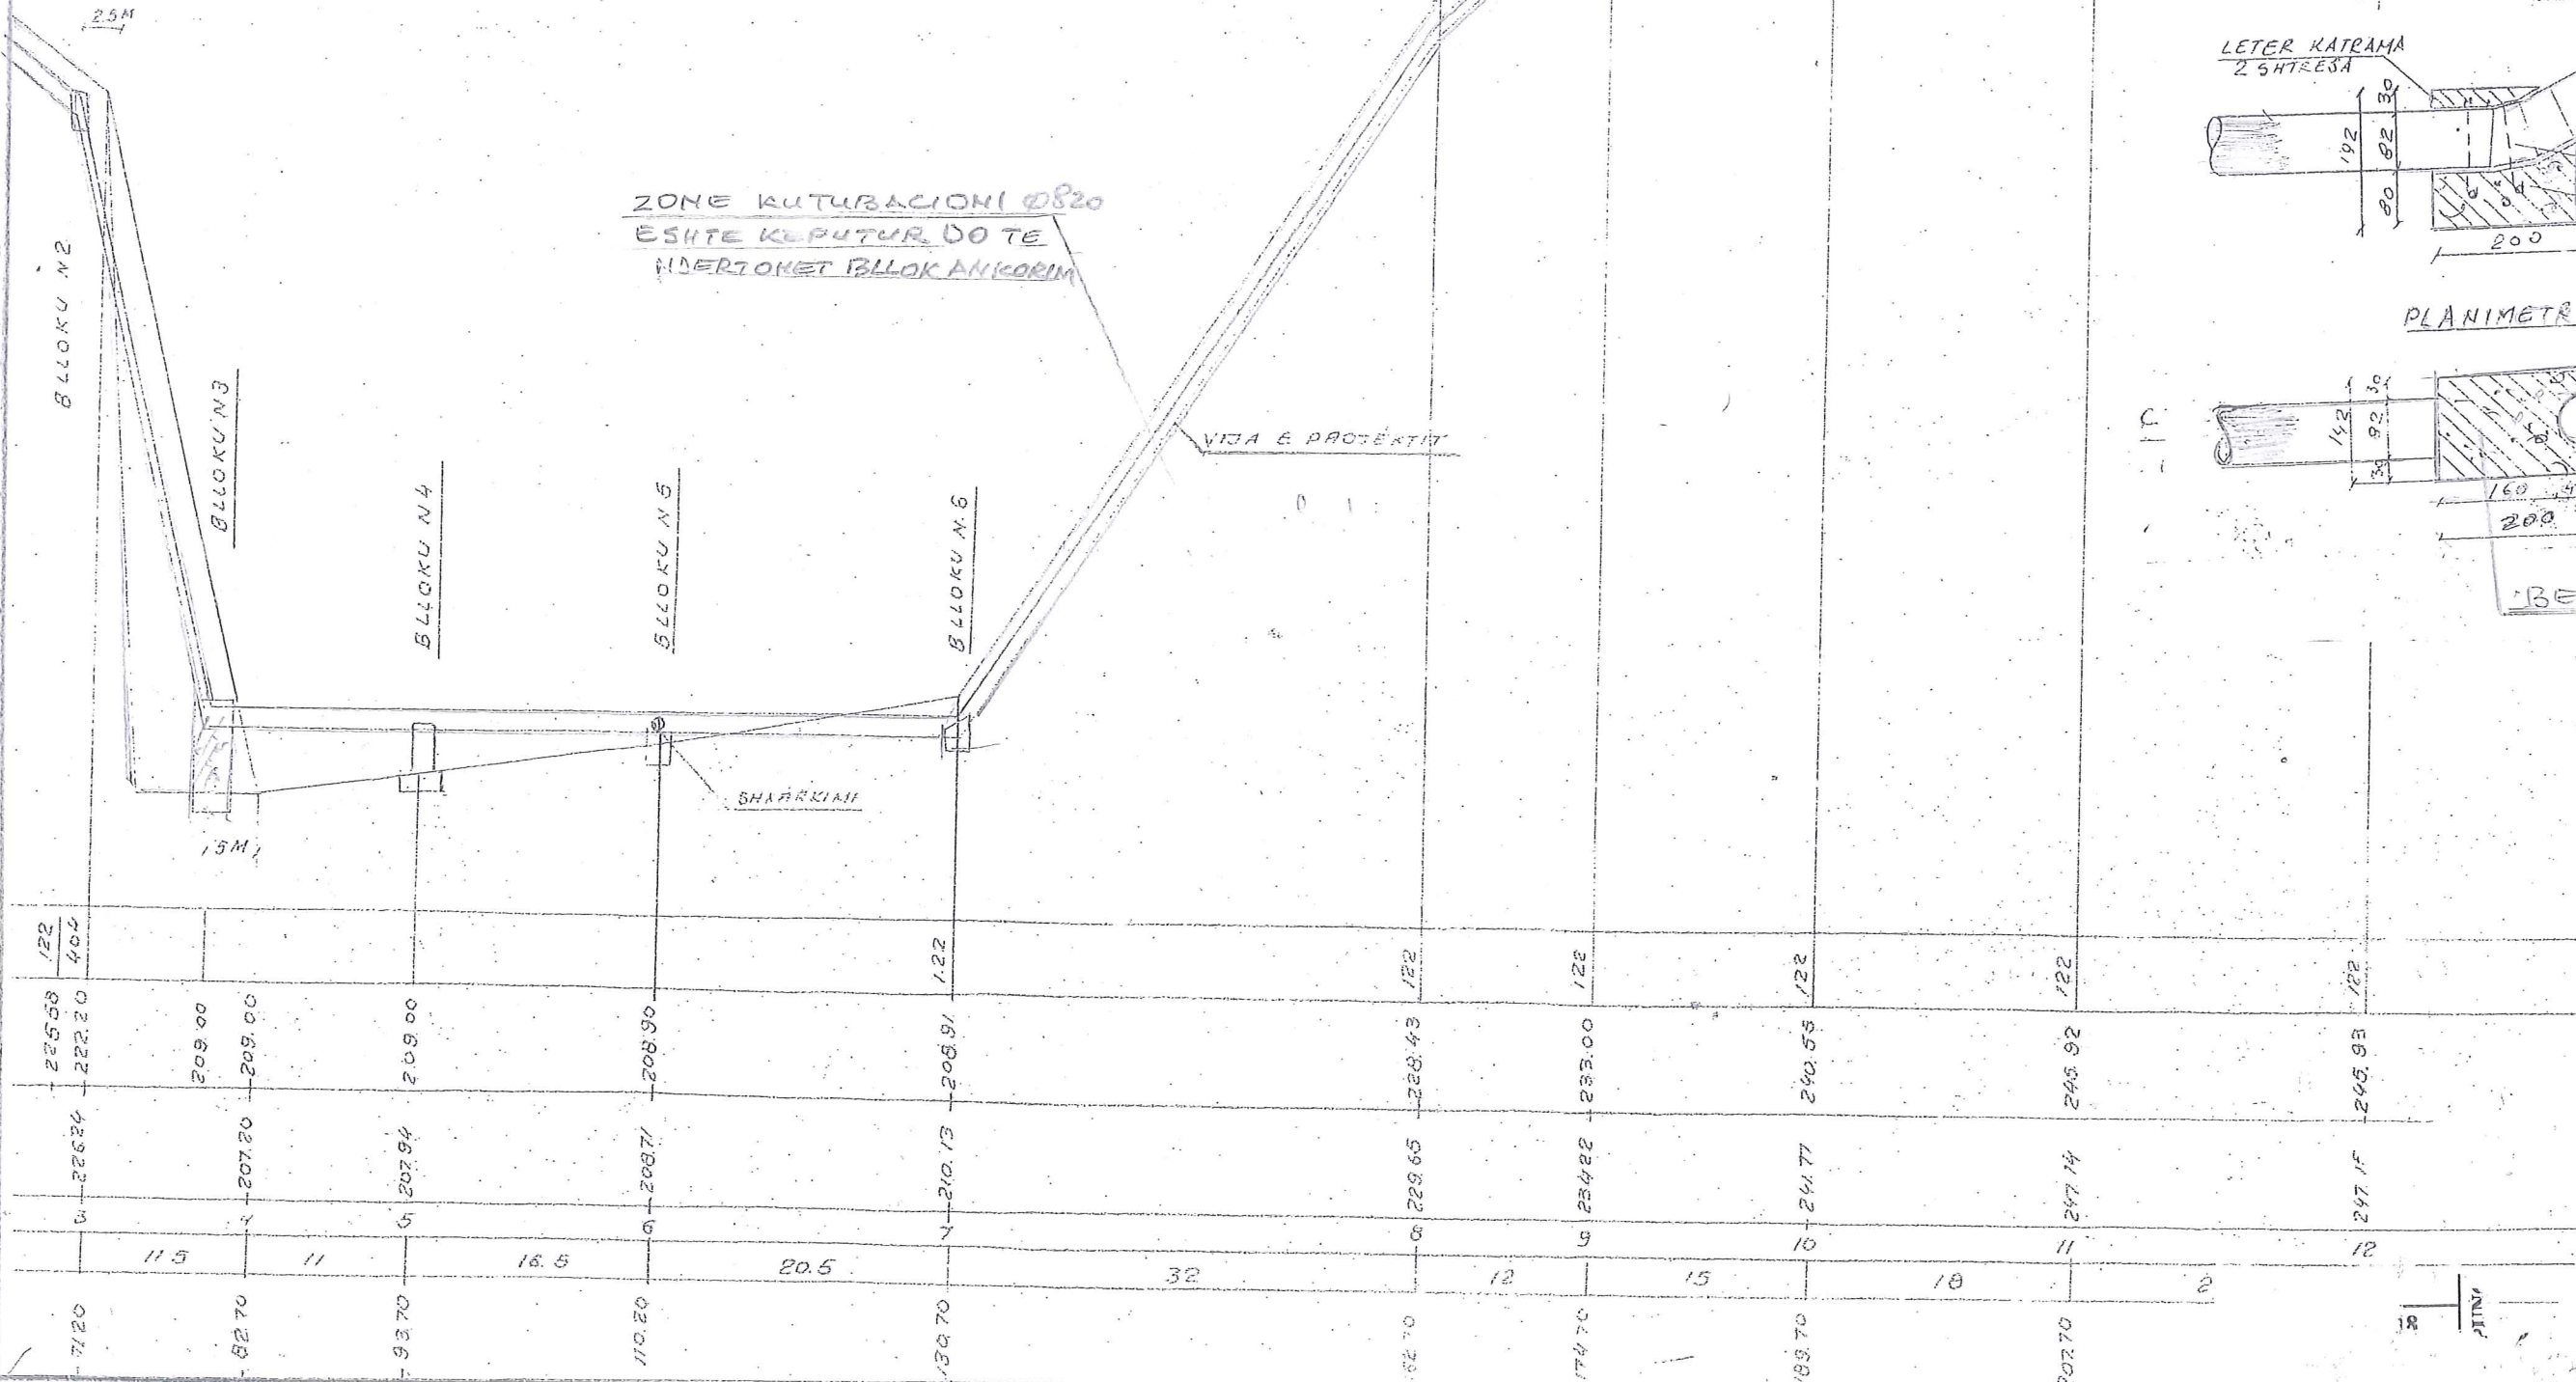 2.5M
LETER KATRAMA
2 SHTRESA
30
82
192
80
200
ZONE KUTUBACIONI Ø820
ESHTE KEPUTUR DO TE
NDERTOHET BLLOK ANKORIM
BLLOKU N2
BLLOKU N3
BLLOKU N4
BLLOKU N5
BLLOKU N.6
VIJA E PROJEKTIT
PLANIMETR
30
82
142
30
160
200
BE
SHKARKIMI
122
404
1.22
122
122
122
122
122
225.58
222.20
209.00
209.00
209.00
208.90
208.91
228.43
233.00
240.55
245.92
245.93
226.24
207.20
207.94
208.71
210.13
229.65
234.22
241.77
247.14
247.15
3 4 5 6 7 8 9 10 11 12
11.5 11 16.5 20.5 32 12 15 18 2
71.20
82.70
93.70
110.20
130.70
162.70
174.70
189.70
207.70